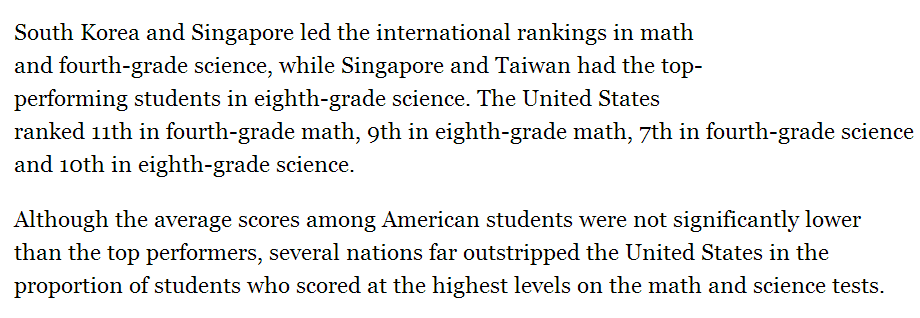 South Korea and Singapore led the international rankings in math
and fourth-grade science, while Singapore and Taiwan had the top-
performing students in eighth-grade science. The United States
ranked 11th in fourth-grade math, 9th in eighth-grade math, 7th in fourth-grade science
and 10th in eighth-grade science.
Although the average scores among American students were not significantly lower
than the top performers, several nations far outstripped the United States in the
proportion of students who scored at the highest levels on the math and science tests.